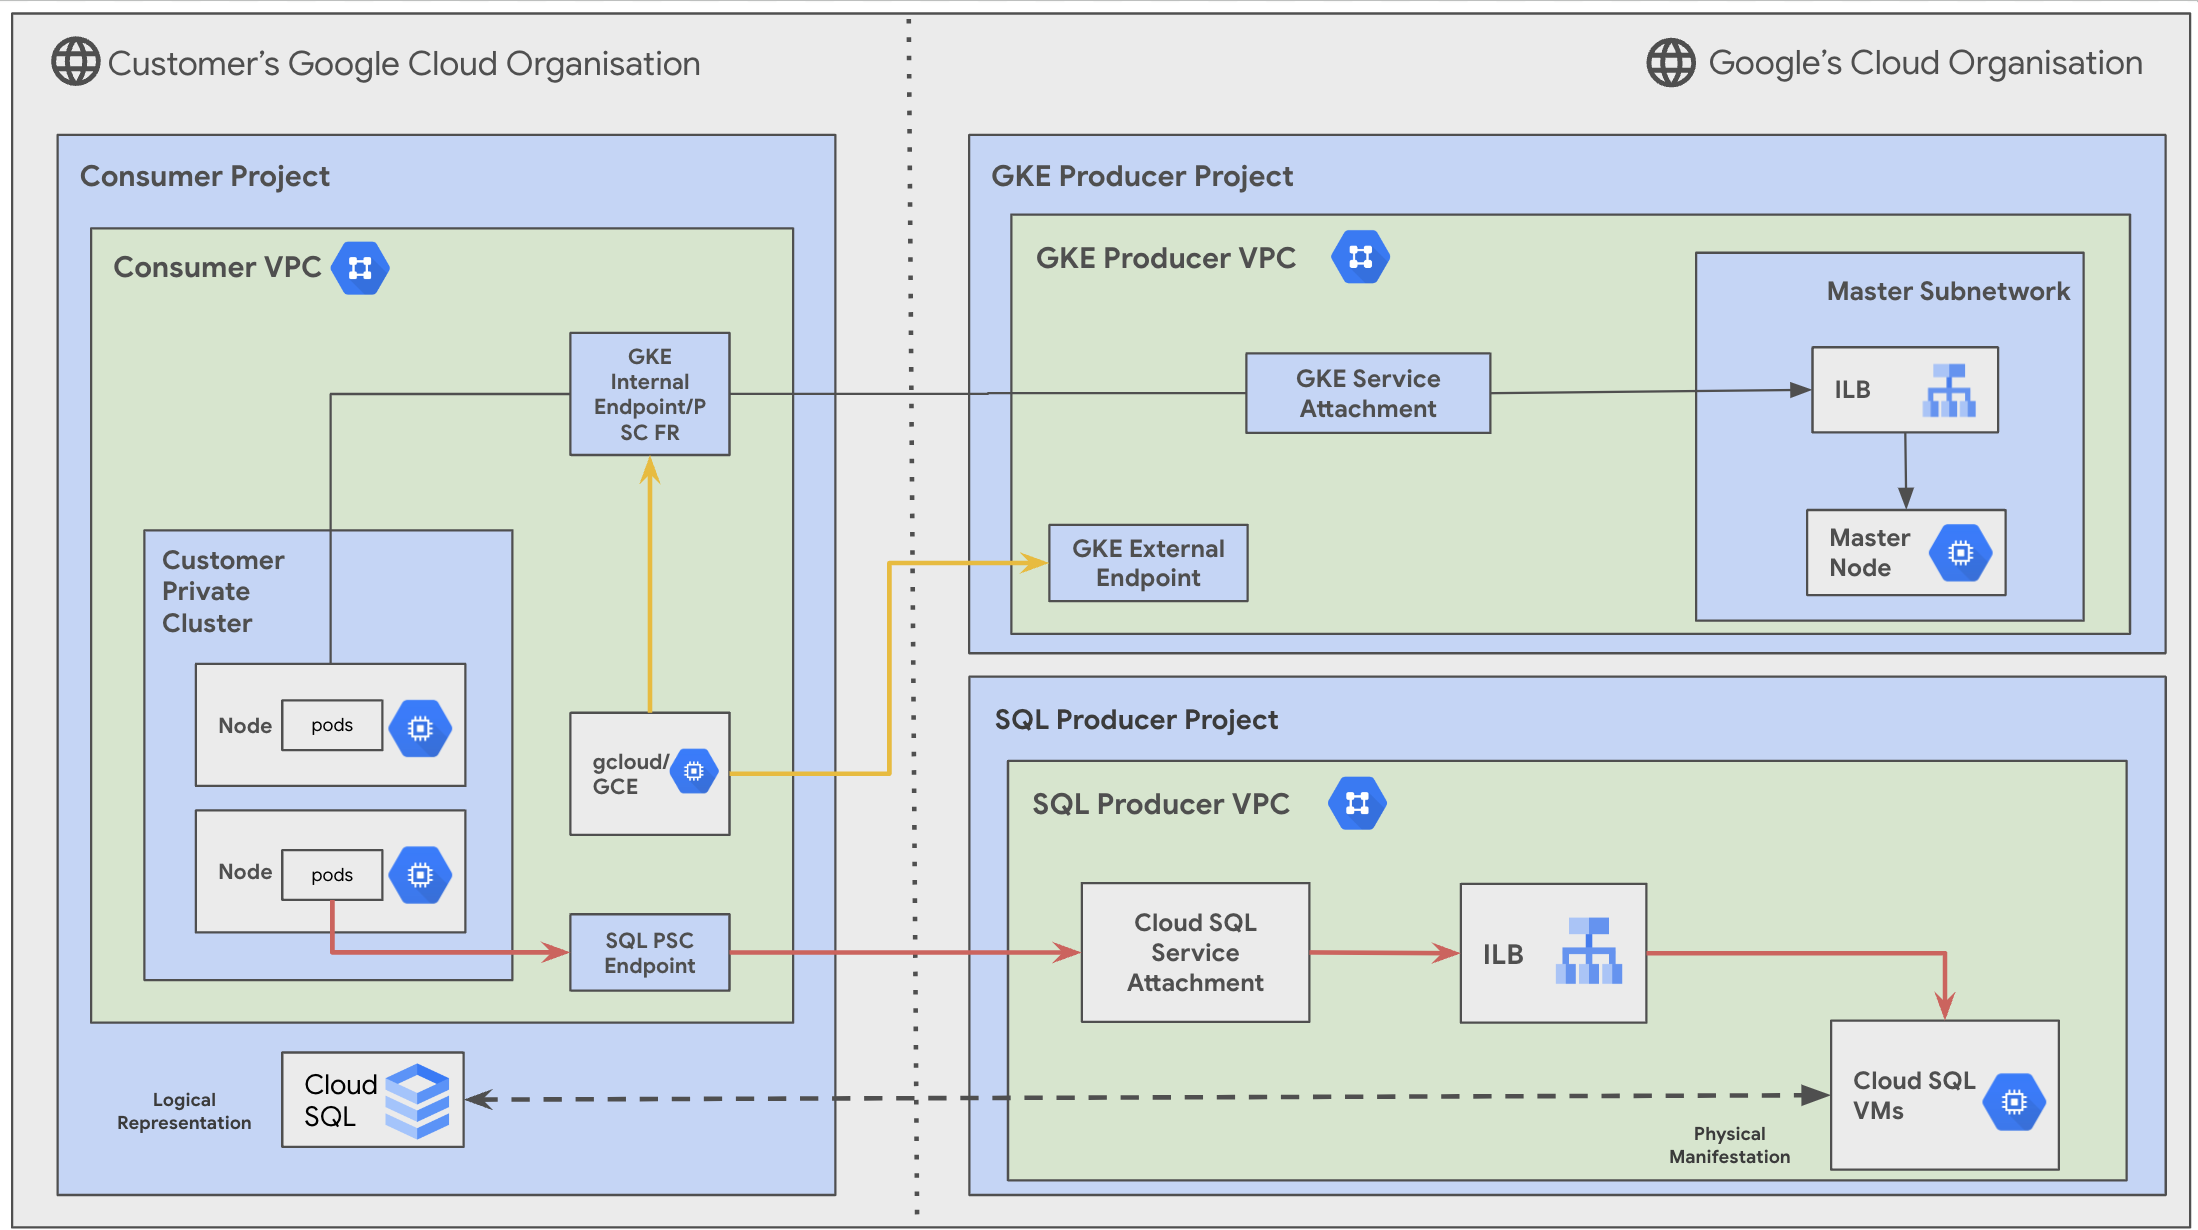 Customer's Google Cloud Organisation
Google's Cloud Organisation
Consumer Project
Consumer VPC
GKE
Internal
Endpoint/P
SC FR
Customer
Private
Cluster
Node
pods
Node
pods
gcloud/
GCE
SQL PSC
Endpoint
Logical
Representation
Cloud
SQL
GKE Producer Project
GKE Producer VPC
Master Subnetwork
GKE Service
Attachment
ILB
GKE External
Endpoint
Master
Node
SQL Producer Project
SQL Producer VPC
Cloud SQL
Service
Attachment
ILB
Cloud SQL
VMs
Physical
Manifestation